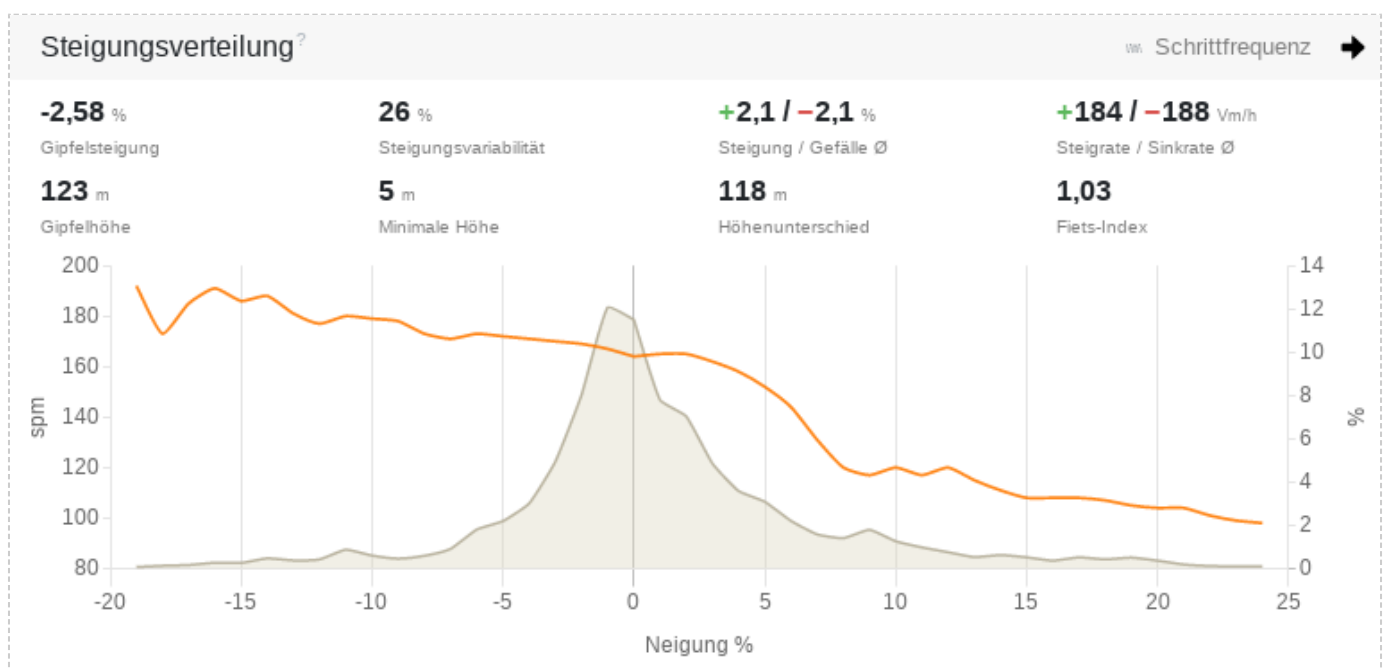 Steigungsverteilung?
Schrittfrequenz
-2,58 % 26 % +2,1 / −2,1 % +184 / −188 Vm/h
Gipfelsteigung Steigungsvariabilität Steigung / Gefälle Ø Steigrate / Sinkrate Ø
123 m 5 m 118 m 1,03
Gipfelhöhe Minimale Höhe Höhenunterschied Fiets-Index
200 14
180 12
160 10
140 8
120 6
100 4
80 2
0
spm
%
-20 -15 -10 -5 0 5 10 15 20 25
Neigung %